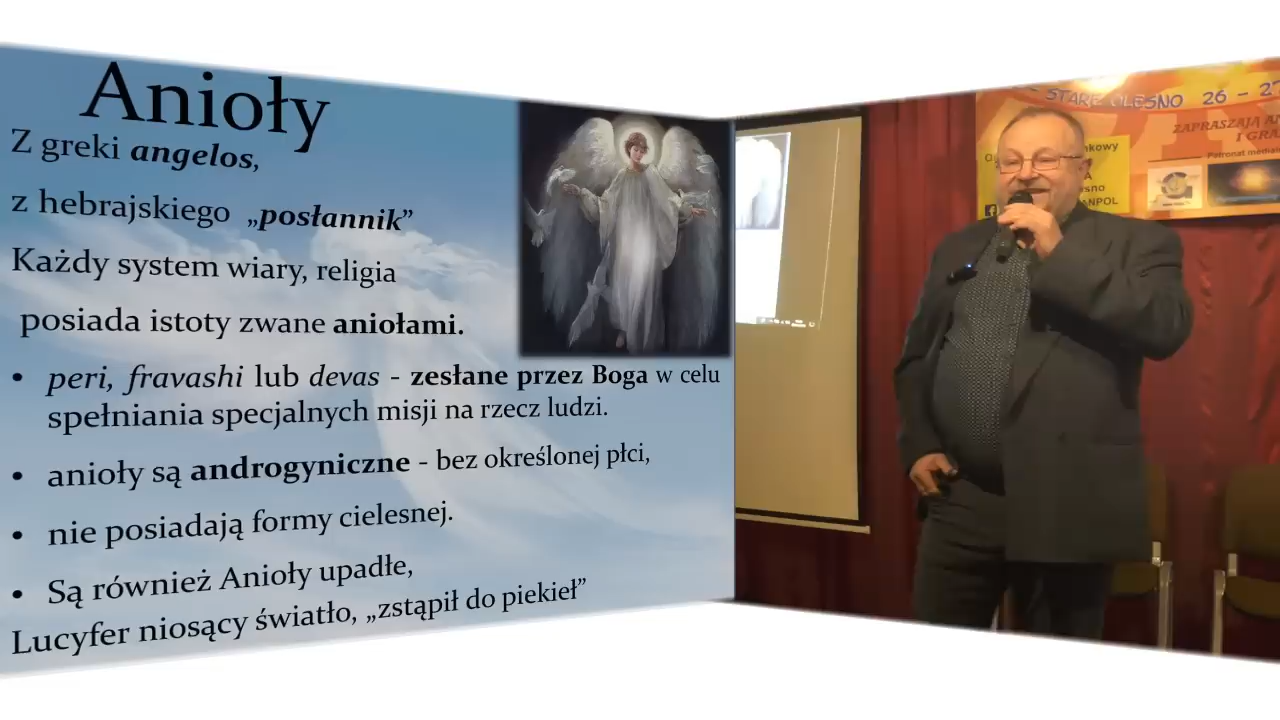 Anioły
Z greki angelos,
z hebrajskiego „posłannik”
Każdy system wiary, religia
posiada istoty zwane aniołami.
• peri, fravashi lub devas - zesłane przez Boga w celu
spełniania specjalnych misji na rzecz ludzi.
• anioły są androgyniczne - bez określonej płci,
• nie posiadają formy cielesnej.
• Są również Anioły upadłe,
Lucyfer niosący światło, „zstąpił do piekieł”
STARE OLESNO 26 – 27
ZAPRASZAJĄ
I GRA
Patronat